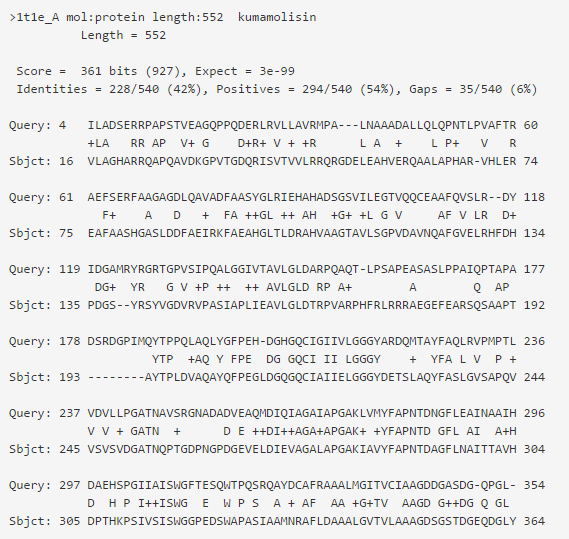 >1t1e_A mol:protein length:552  kumamolisin
          Length = 552

 Score =  361 bits (927), Expect = 3e-99
 Identities = 228/540 (42%), Positives = 294/540 (54%), Gaps = 35/540 (6%)

Query: 4   ILADSERRPAPSTVEAGQPPQDERLRVLLAVRMPA---LNAAADALLQLQPNTLPVAFTR 60
           +LA   RR AP  V+ G     D+R+ V + +R         L A  +     L P+   V   R
Sbjct: 16  VLAGHARRQAPQAVDKGPVTGDQRISVTVVLRRQRGDELEAHVERQAALAPHAR-VHLER 74

Query: 61  AEFSERFAAGAGDLQAVADFAASYGLRIEHAHADSGSVILEGTVQQCEAAFQVSLR--DY 118
             F+    A   D   +  FA ++GL ++ AH  +G+ +L G V     AF V LR  D+
Sbjct: 75  EAFAASHGASLDDFAEIRKFAEAHGLTLDRAHVAAGTAVLSGPVDAVNQAFGVELRHFDH 134

Query: 119 IDGAMRYRGRTGPVSIPQALGGIVTAVLGLDARPQAQT-LPSAPEASASLPPAIQPTAPA 177
            DG+  YR   G V +P +++  ++ AVLGLD RP A+         A        Q  AP
Sbjct: 135 PDGS--YRSYVGDVRVPASIAPLIEAVLGLDTRPVARPHFRLRRRAEGEFEARSQSAAPT 192

Query: 178 DSRDGPIMQYTPPQLAQLYGFPEH-DGHGQCIGIIVLGGGYARDQMTAYFAQLRVPMPTL 236
                  YTP  +AQ Y FPE  DG GQCI II LGGGY     +  YFA L V  P +
Sbjct: 193 --------AYTPLDVAQAYQFPEGLDGQGQCIAIIELGGGYDETSLAQYFASLGVSAPQV 244

Query: 237 VDVLLPGATNAVSRGNADADVEAQMDIQIAGAIAPGAKLVMYFAPNTDNGFLEAINAAIH 296
           V V + GATN   +      D E ++DI++AGA+APGAK+ +YFAPNTD GFL AI  A+H
Sbjct: 245 VSVSVDGATNQPTGDPNGPDGEVELDIEVAGALAPGAKIAVYFAPNTDAGFLNAITTAVH 304

Query: 297 DAEHSPGIIAISWGFTESQWTPQSRQAYDCAFRAAALMGITVCIAAGDDGASDG-QPGL- 354
           D  H P I++ISWG  E  W P S  A + AF  AA +G+TV  AAGD G++DG Q GL
Sbjct: 305 DPTHKPSIVSISWGGPEDSWAPASIAAMNRAFLDAAALGVTVLAAAGDSGSTDGEQDGLY 364